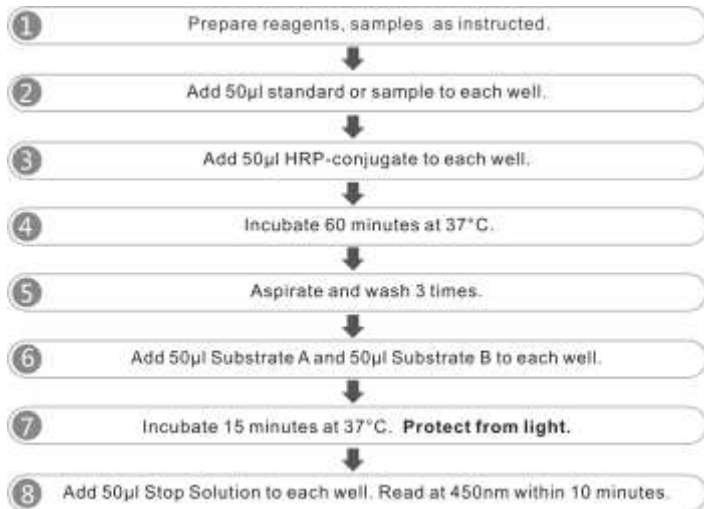 1 Prepare reagents, samples as instructed.
2 Add 50μl standard or sample to each well.
3 Add 50μl HRP-conjugate to each well.
4 Incubate 60 minutes at 37°C.
5 Aspirate and wash 3 times.
6 Add 50μl Substrate A and 50μl Substrate B to each well.
7 Incubate 15 minutes at 37°C. Protect from light.
8 Add 50μl Stop Solution to each well. Read at 450nm within 10 minutes.